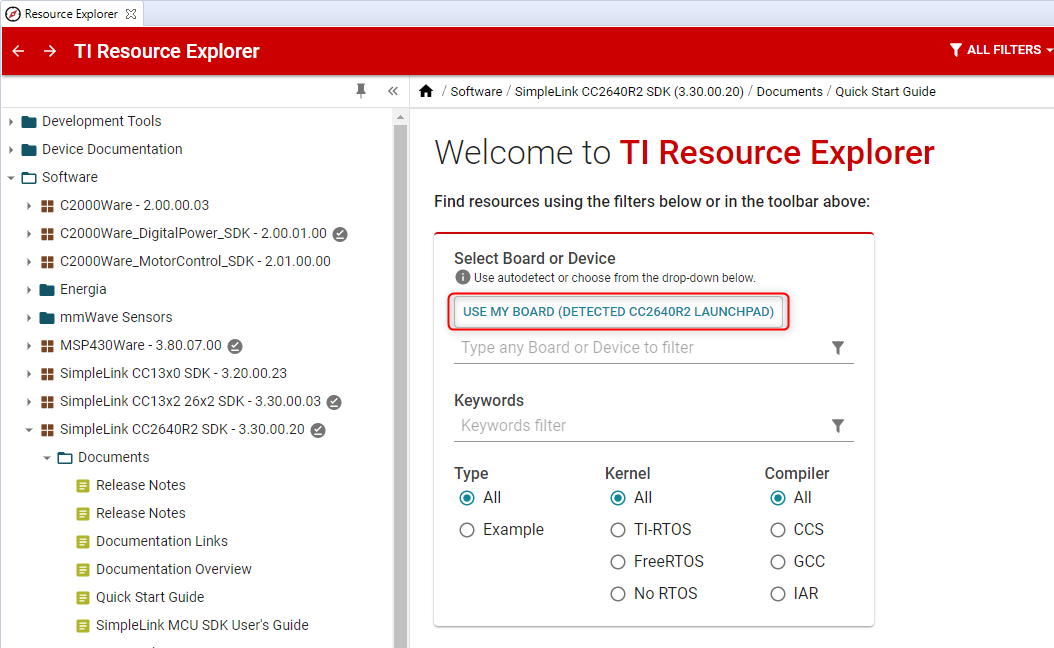 Resource Explorer
TI Resource Explorer
ALL FILTERS
/ Software / SimpleLink CC2640R2 SDK (3.30.00.20) / Documents / Quick Start Guide
Development Tools
Device Documentation
Software
C2000Ware - 2.00.00.03
C2000Ware_DigitalPower_SDK - 2.00.01.00
C2000Ware_MotorControl_SDK - 2.01.00.00
Energia
mmWave Sensors
MSP430Ware - 3.80.07.00
SimpleLink CC13x0 SDK - 3.20.00.23
SimpleLink CC13x2 26x2 SDK - 3.30.00.03
SimpleLink CC2640R2 SDK - 3.30.00.20
Documents
Release Notes
Release Notes
Documentation Links
Documentation Overview
Quick Start Guide
SimpleLink MCU SDK User's Guide
Welcome to TI Resource Explorer
Find resources using the filters below or in the toolbar above:
Select Board or Device
Use autodetect or choose from the drop-down below.
USE MY BOARD (DETECTED CC2640R2 LAUNCHPAD)
Type any Board or Device to filter
Keywords
Keywords filter
Type Kernel Compiler
All All All
Example TI-RTOS CCS
FreeRTOS GCC
No RTOS IAR